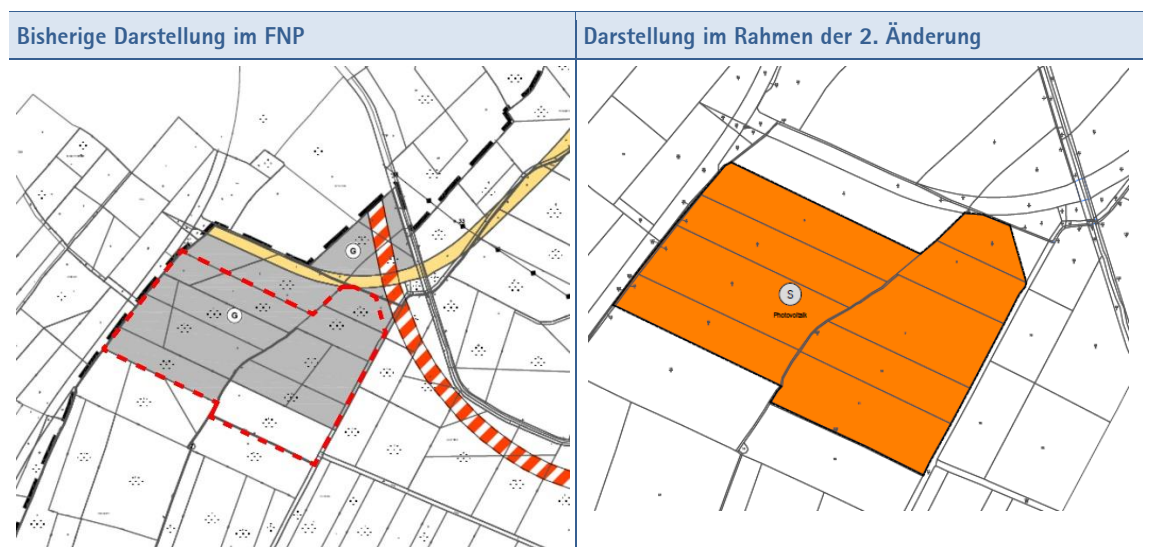 Bisherige Darstellung im FNP
Darstellung im Rahmen der 2. Änderung
G
G
S
Photovoltaik